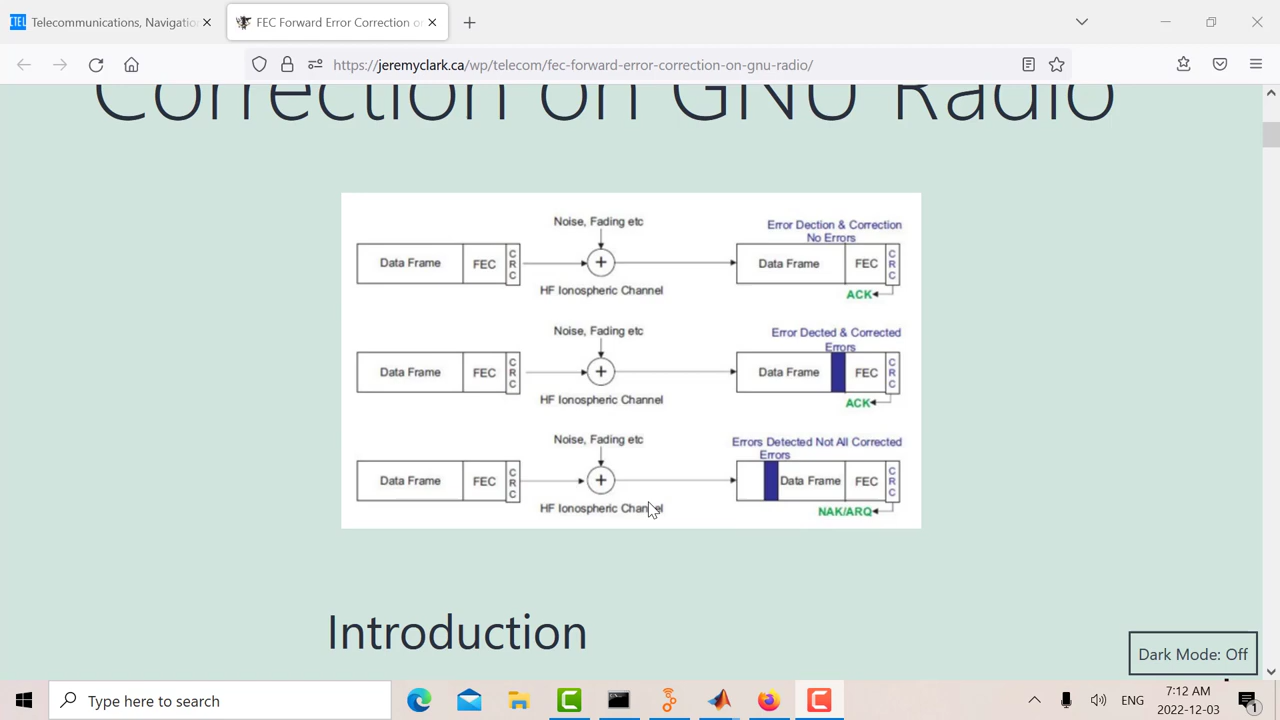 Telecommunications, Navigatio
FEC Forward Error Correction o
https://jeremyclark.ca/wp/telecom/fec-forward-error-correction-on-gnu-radio/
Correction on GNU Radio
Noise, Fading etc
Error Dection & Correction
No Errors
Data Frame
FEC
CRC
HF Ionospheric Channel
Data Frame
FEC
CRC
ACK
Noise, Fading etc
Error Dected & Corrected
Errors
Data Frame
FEC
CRC
HF Ionospheric Channel
Data Frame
FEC
CRC
ACK
Noise, Fading etc
Errors Detected Not All Corrected
Errors
Data Frame
FEC
CRC
HF Ionospheric Channel
Data Frame
FEC
CRC
NAK/ARQ
Introduction
Dark Mode: Off
Type here to search
ENG
7:12 AM
2022-12-03
1